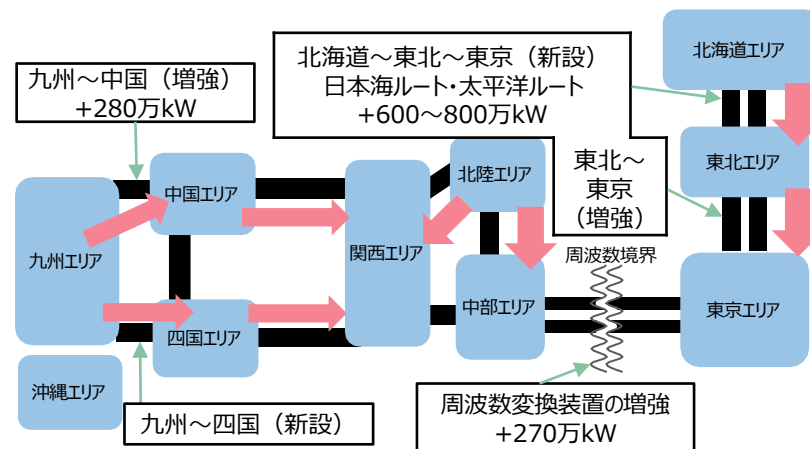 九州～中国（増強）
+280万kW
北海道～東北～東京（新設）
日本海ルート・太平洋ルート
+600～800万kW
北海道エリア
東北～
東京
（増強）
東北エリア
北陸エリア
中国エリア
関西エリア
九州エリア
周波数境界
中部エリア
東京エリア
四国エリア
沖縄エリア
九州～四国（新設）
周波数変換装置の増強
+270万kW